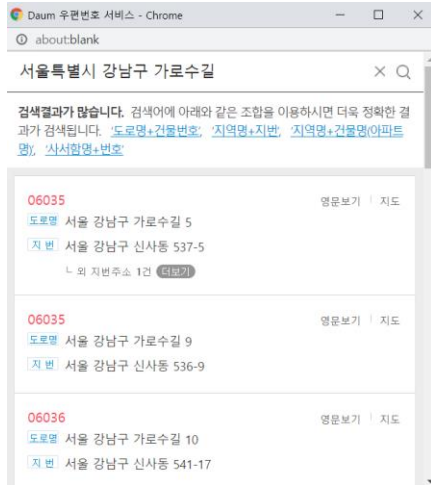 Daum 우편번호 서비스 - Chrome
about:blank
서울특별시 강남구 가로수길
검색결과가 많습니다. 검색어에 아래와 같은 조합을 이용하시면 더욱 정확한 결
과가 검색됩니다. '도로명+건물번호', '지역명+지번', '지역명+건물명(아파트
명)', '사서함명+번호'
06035 영문보기 지도
도로명 서울 강남구 가로수길 5
지 번 서울 강남구 신사동 537-5
ㄴ 외 지번주소 1건 더보기
06035 영문보기 지도
도로명 서울 강남구 가로수길 9
지 번 서울 강남구 신사동 536-9
06036 영문보기 지도
도로명 서울 강남구 가로수길 10
지 번 서울 강남구 신사동 541-17